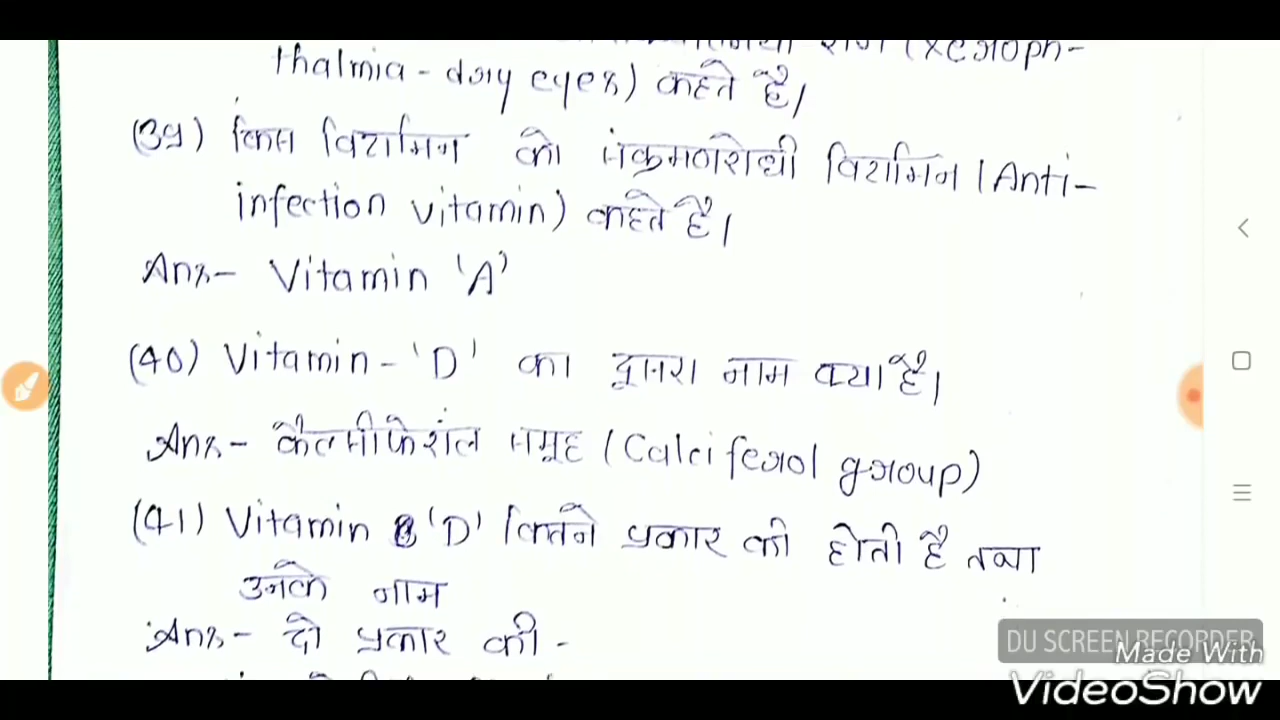 रोग (Xeroph-
thalmia - dry eyes) कहते है।
(39) किस विटामिन को संक्रमणरोधी विटामिन (Anti-
infection vitamin) कहते है।
Ans - Vitamin 'A'
(40) Vitamin - 'D' का दूसरा नाम क्या है।
Ans - कैल्सीफेरॉल समूह (Calciferol group)
(41) Vitamin 'D' कितने प्रकार की होती है तथा
उनके नाम
Ans - दो प्रकार की -
DU SCREEN RECORDER
Made With
VideoShow